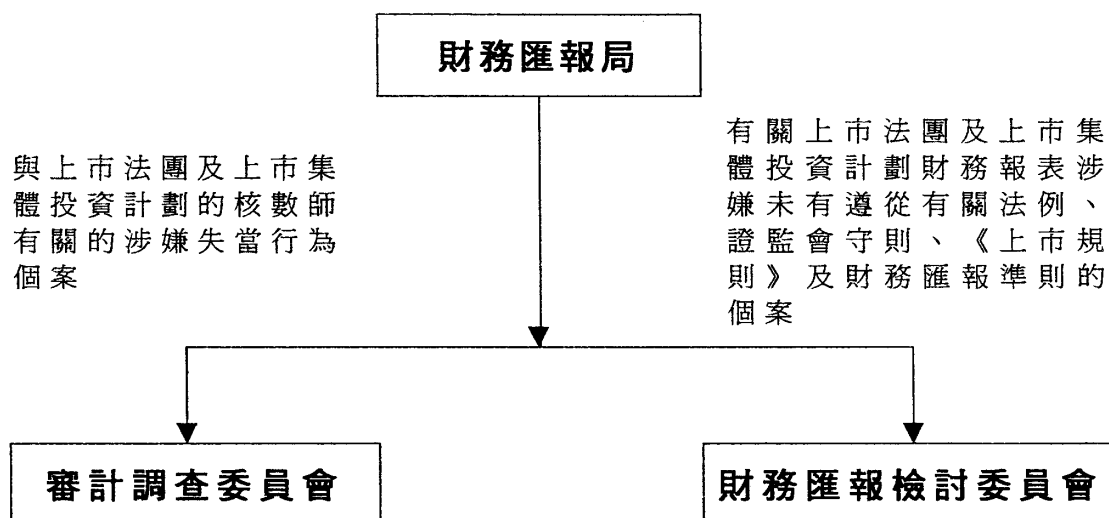 財務匯報局
與上市法團及上市集
體投資計劃的核數師
有關的涉嫌失當行為
個案
有關上市法團及上市集
體投資計劃財務報表涉
嫌未有遵從有關法例、
證監會守則、《上市規
則》及財務匯報準則的
個案
審計調查委員會
財務匯報檢討委員會